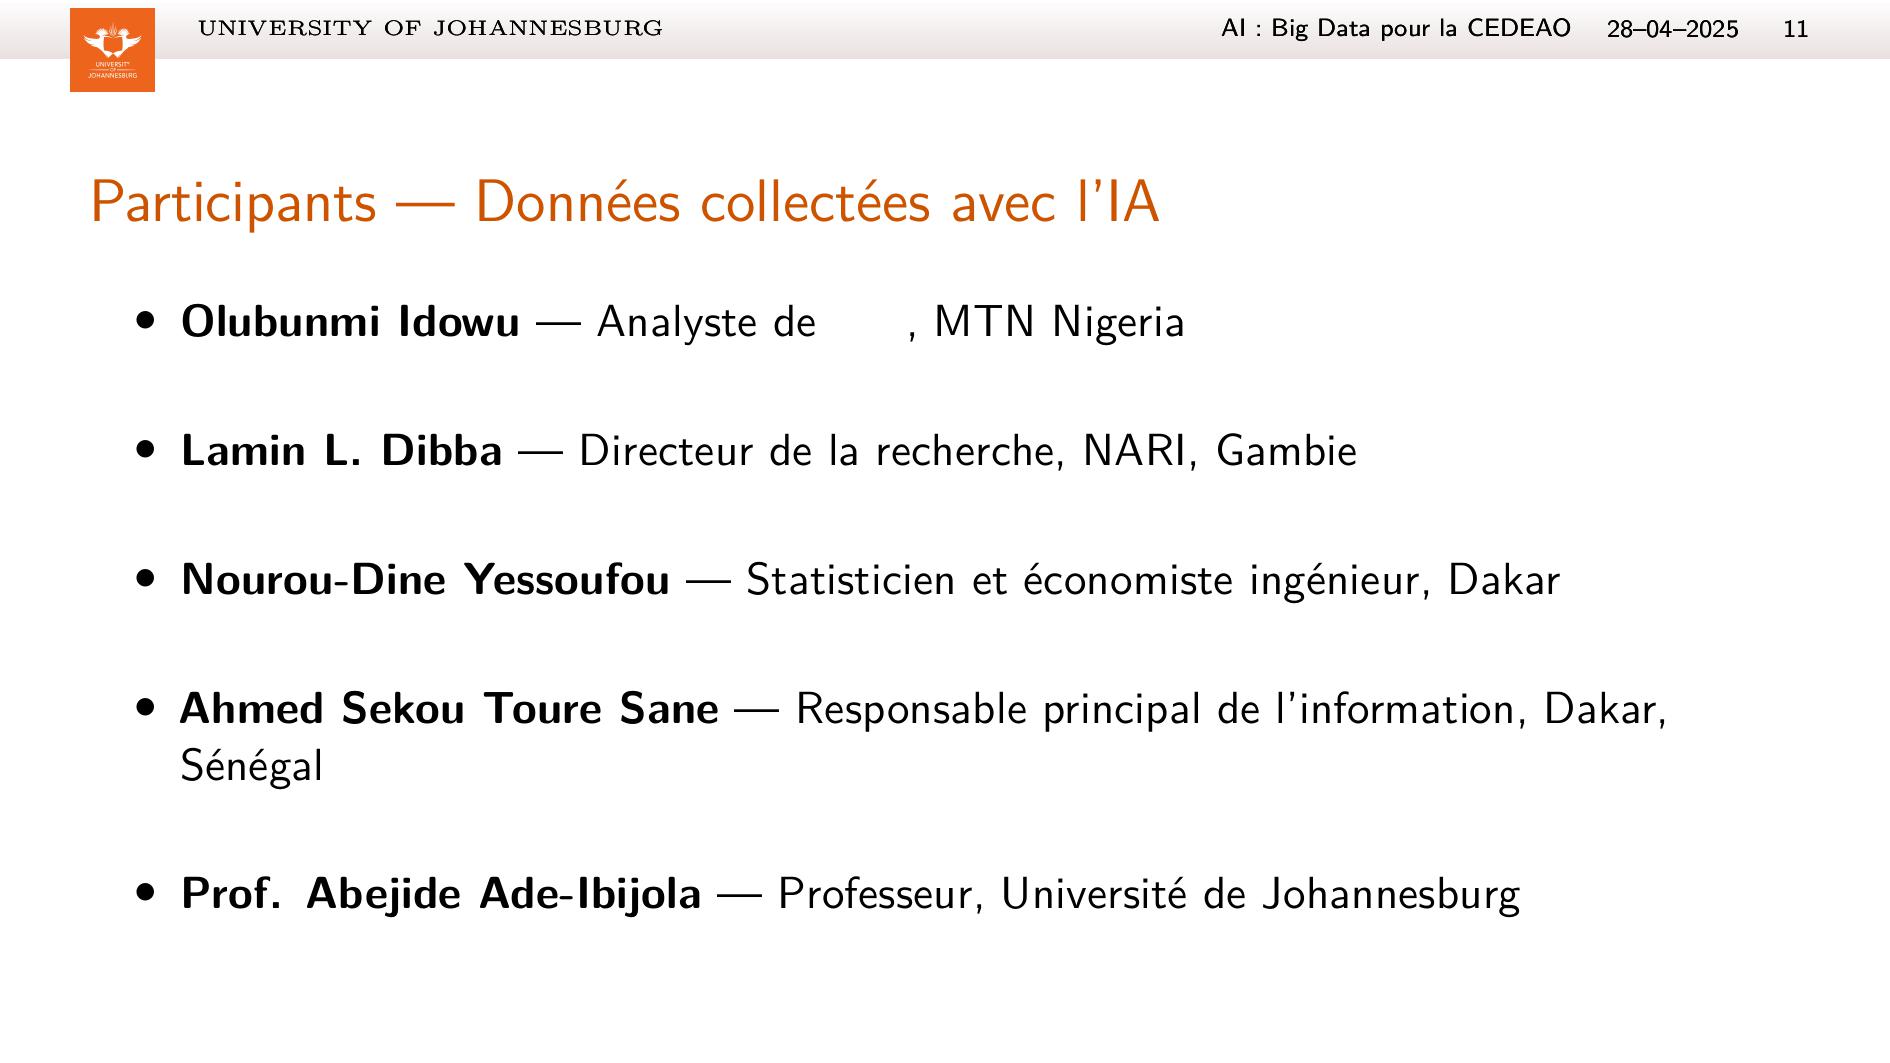 UNIVERSITY OF JOHANNESBURG
AI : Big Data pour la CEDEAO 28–04–2025 11
UNIVERSITY
OF
JOHANNESBURG
Participants — Données collectées avec l'IA
• Olubunmi Idowu — Analyste de , MTN Nigeria
• Lamin L. Dibba — Directeur de la recherche, NARI, Gambie
• Nourou-Dine Yessoufou — Statisticien et économiste ingénieur, Dakar
• Ahmed Sekou Toure Sane — Responsable principal de l'information, Dakar,
Sénégal
• Prof. Abejide Ade-Ibijola — Professeur, Université de Johannesburg